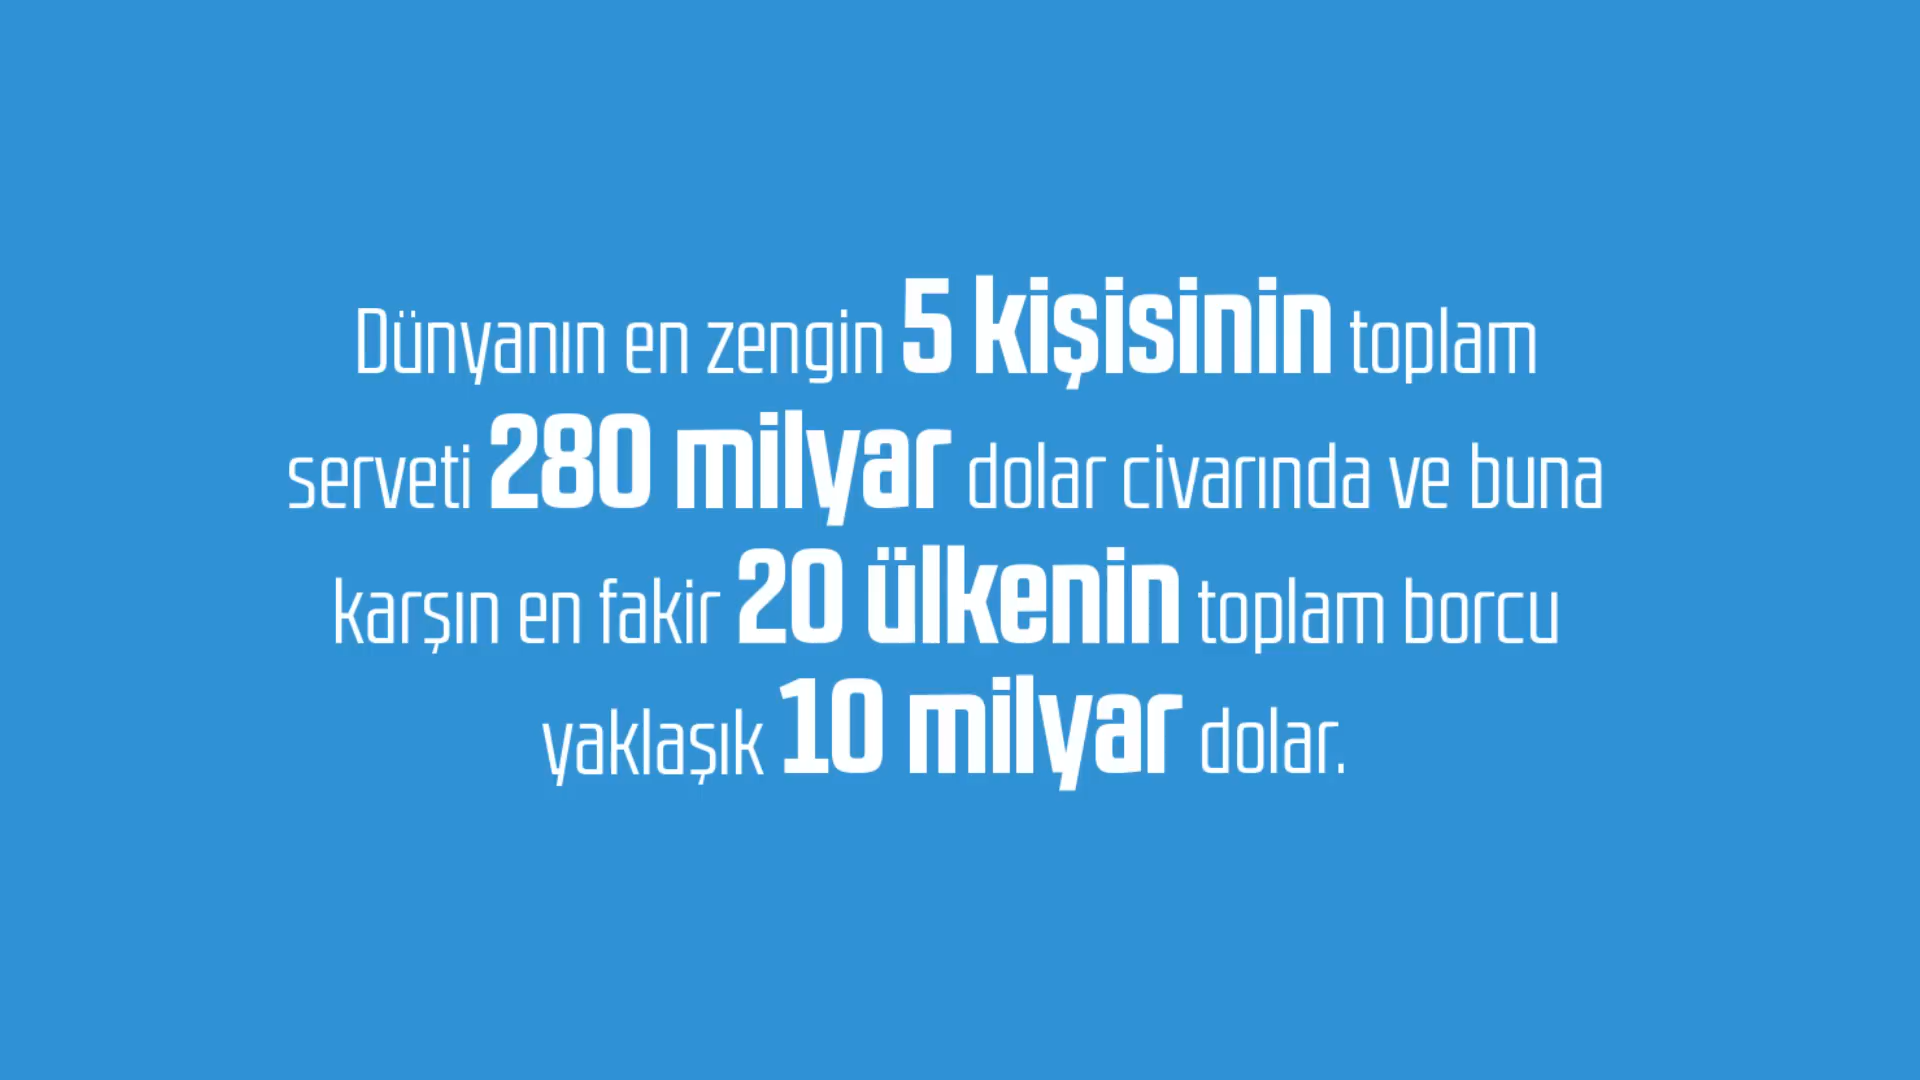 Dünyanın en zengin 5 kişisinin toplam
serveti 280 milyar dolar civarında ve buna
karşın en fakir 20 ülkenin toplam borcu
yaklaşık 10 milyar dolar.